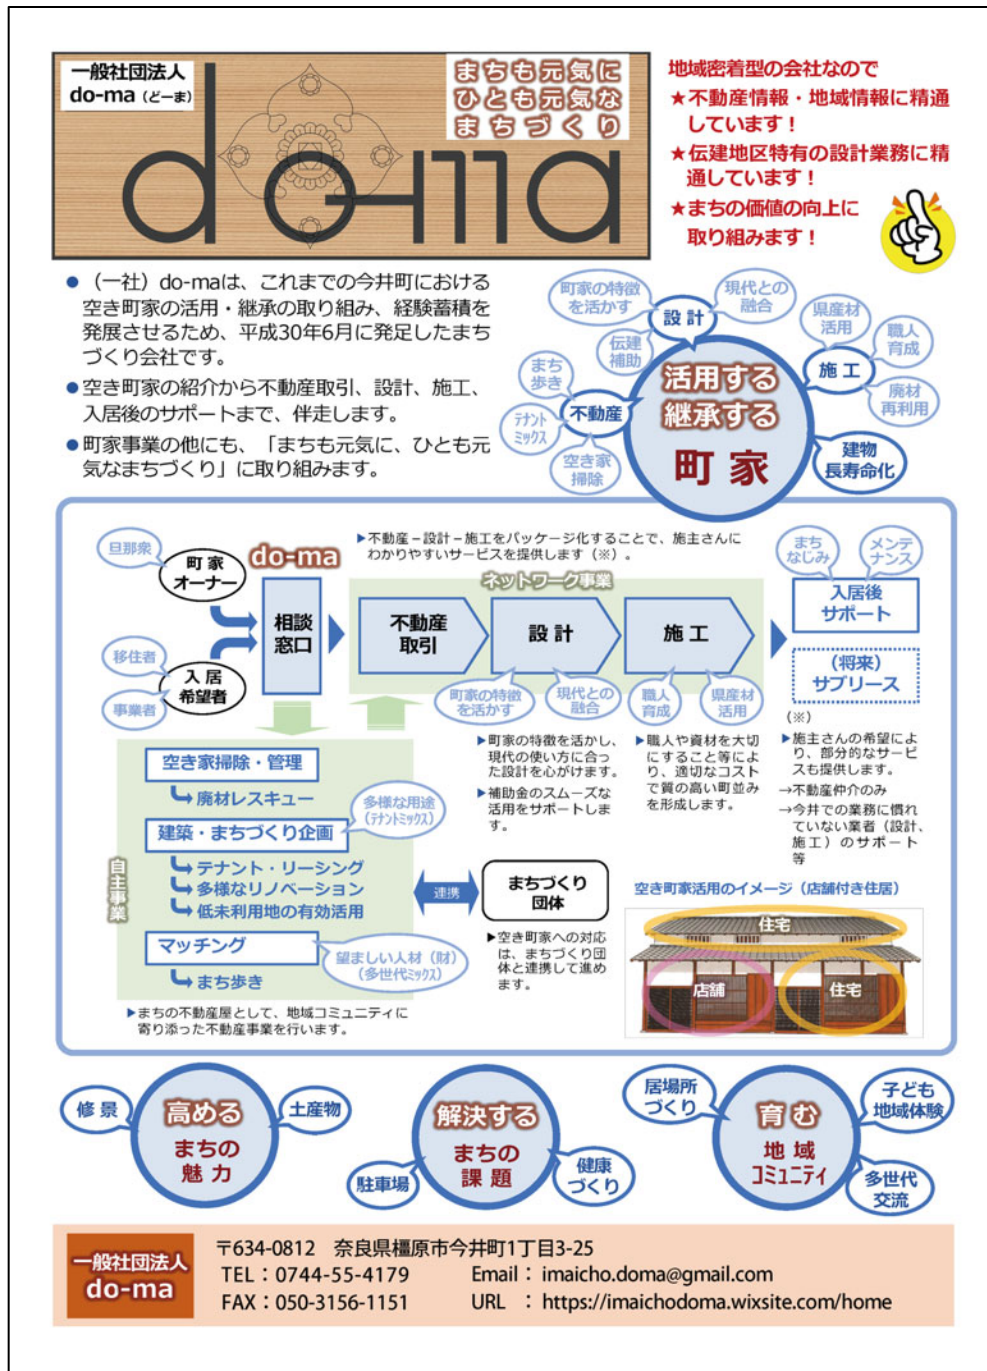 一般社団法人
do-ma（どーま）
do-ma
まちも元気に
ひとも元気な
まちづくり
地域密着型の会社なので
★不動産情報・地域情報に精通
しています！
★伝建地区特有の設計業務に精
通しています！
★まちの価値の向上に
取り組みます！
●（一社）do-maは、これまでの今井町における
空き町家の活用・継承の取り組み、経験蓄積を
発展させるため、平成30年6月に発足したまち
づくり会社です。
●空き町家の紹介から不動産取引、設計、施工、
入居後のサポートまで、伴走します。
●町家事業の他にも、「まちも元気に、ひとも元
気なまちづくり」に取り組みます。
町家の特徴
を活かす
設計
現代との
融合
伝建
補助
県産材
活用
職人
育成
施工
廃材
再利用
まち
歩き
不動産
テナント
ミックス
空き家
掃除
活用する
継承する
町家
建物
長寿命化
旦那衆
町家
オーナー
do-ma
▶不動産－設計－施工をパッケージ化することで、施主さんに
わかりやすいサービスを提供します（※）。
ネットワーク事業
まち
なじみ
メンテ
ナンス
相談
窓口
不動産
取引
設計
施工
入居後
サポート
移住者
入居
希望者
事業者
（将来）
サブリース
町家の特徴
を活かす
現代との
融合
職人
育成
県産材
活用
▶町家の特徴を活かし、
現代の使い方に合っ
た設計を心がけます。
▶補助金のスムーズな
活用をサポートしま
す。
▶職人や資材を大切
にすること等によ
り、適切なコスト
で質の高い町並み
を形成します。
（※）
▶施主さんの希望によ
り、部分的なサービ
スも提供します。
→不動産仲介のみ
→今井での業務に慣れ
ていない業者（設計、
施工）のサポート
等
自主事業
空き家掃除・管理
廃材レスキュー
建築・まちづくり企画
多様な用途
（テナントミックス）
テナント・リーシング
多様なリノベーション
低未利用地の有効活用
マッチング
望ましい人材（財）
（多世代ミックス）
まち歩き
▶まちの不動産屋として、地域コミュニティに
寄り添った不動産事業を行います。
連携
まちづくり
団体
▶空き町家への対応
は、まちづくり団
体と連携して進め
ます。
空き町家活用のイメージ（店舗付き住居）
住宅
店舗
住宅
修景
高める
まちの
魅力
土産物
解決する
まちの
課題
駐車場
健康
づくり
居場所
づくり
育む
地域
コミュニティ
子ども
地域体験
多世代
交流
一般社団法人
do-ma
〒634-0812　奈良県橿原市今井町1丁目3-25
TEL：0744-55-4179　Email：imaicho.doma@gmail.com
FAX：050-3156-1151　URL：https://imaichodoma.wixsite.com/home